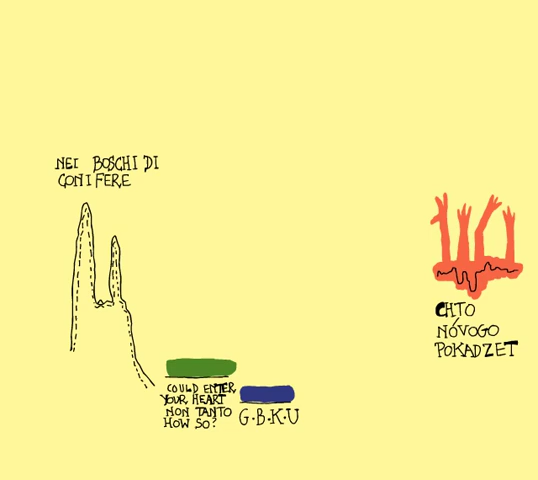 NEI BOSCHI DI
CONIFERE
COULD ENTER
YOUR HEART
NON TANTO
HOW SO?
G.B.K.U
CHTO
NÓVOGO
POKADZET